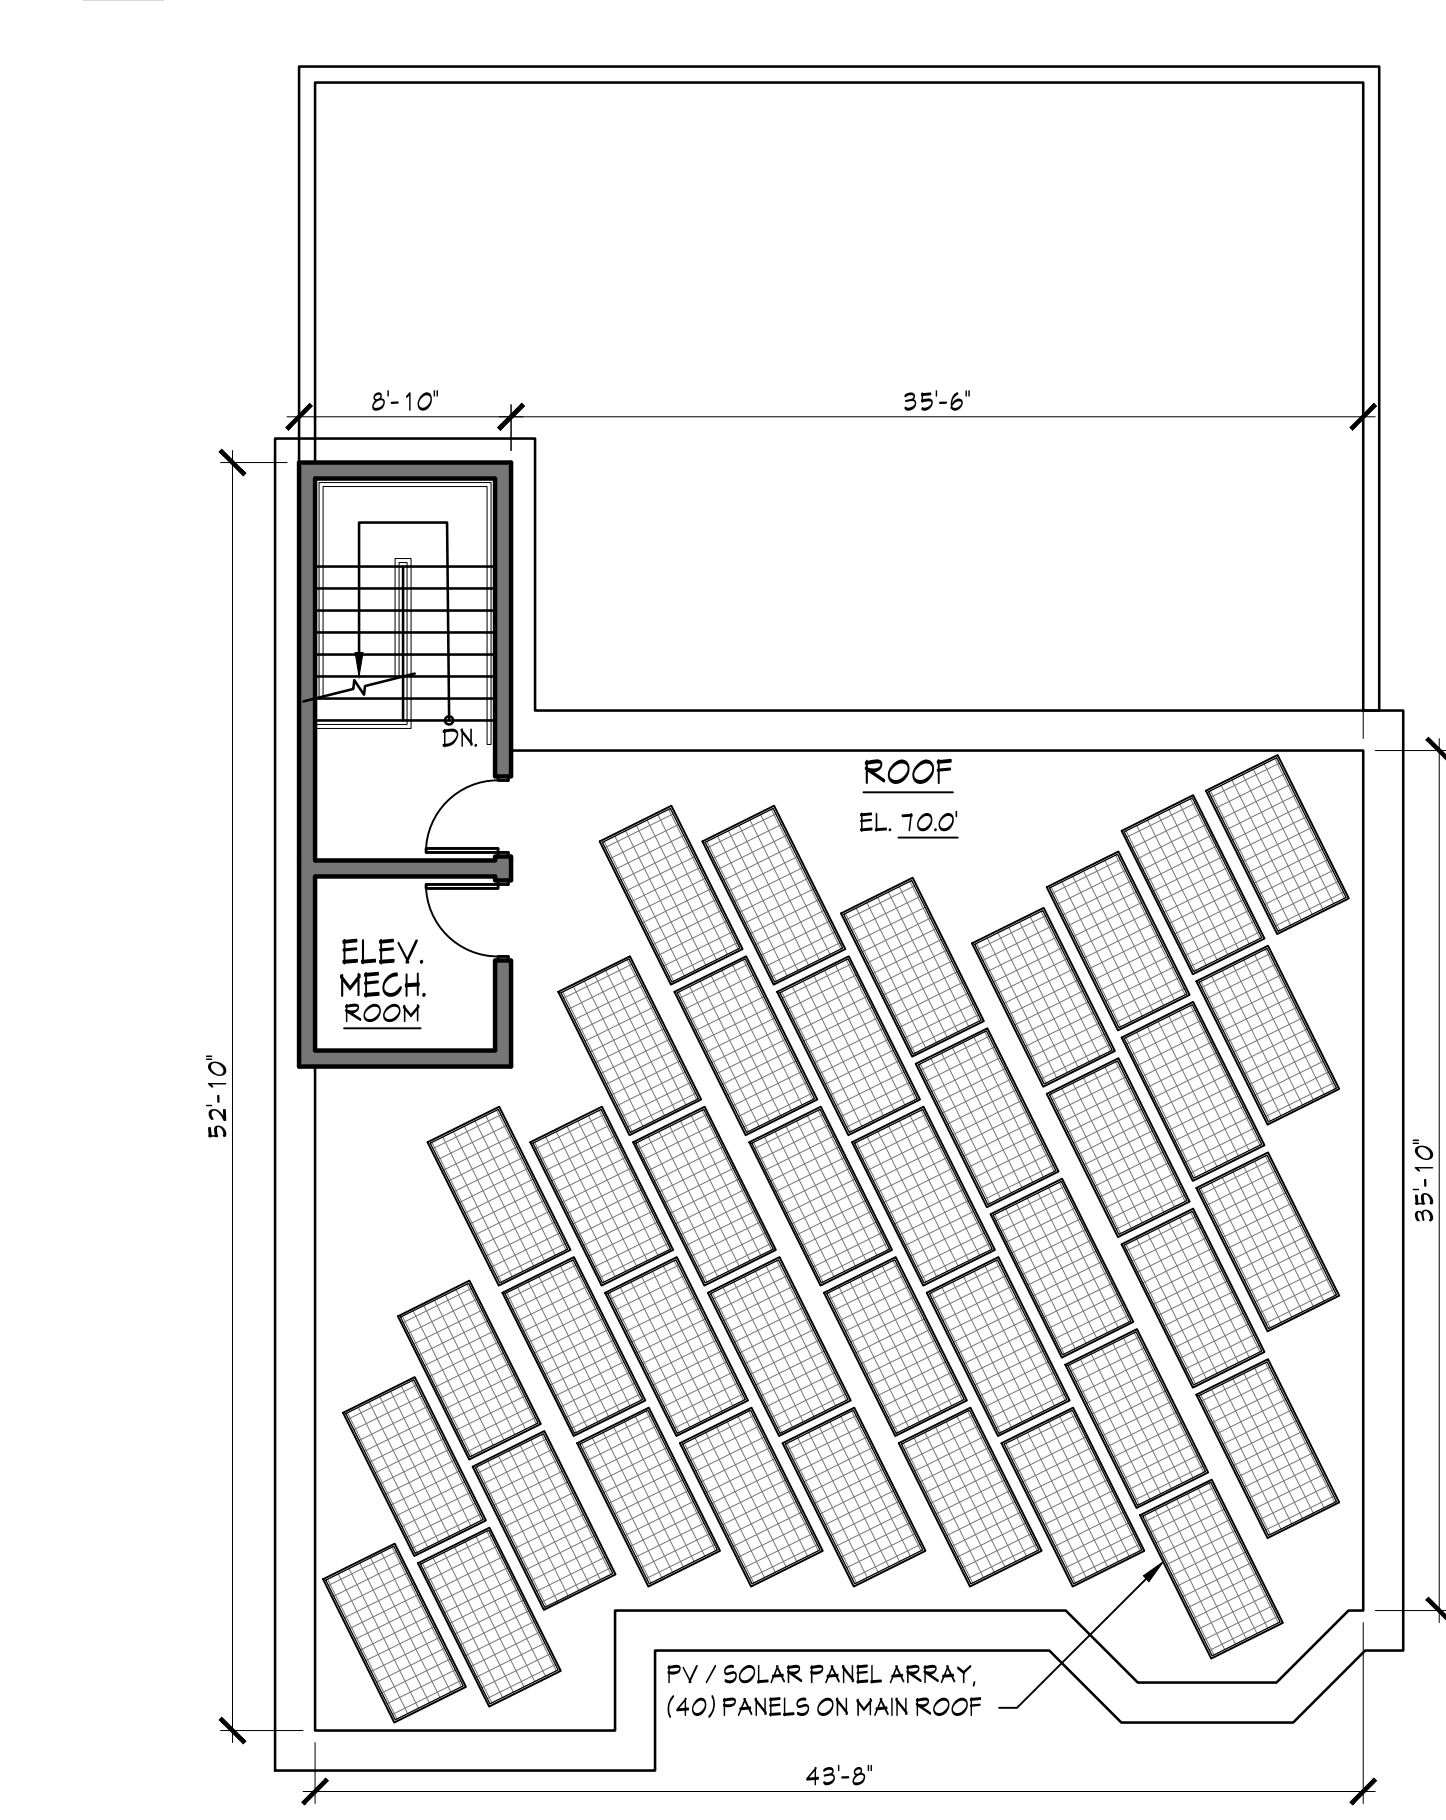 8'-10"
35'-6"
DN.
ROOF
EL. 70.0'
ELEV.
MECH.
ROOM
52'-10"
35'-10"
PV / SOLAR PANEL ARRAY,
(40) PANELS ON MAIN ROOF
43'-8"